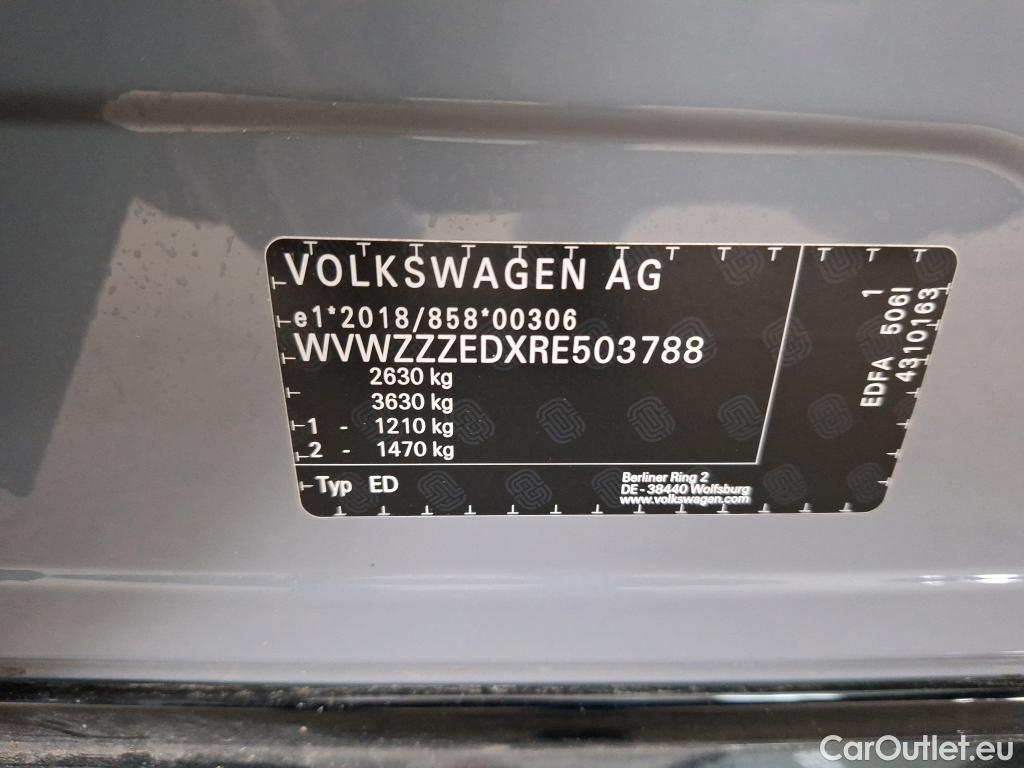 VOLKSWAGEN AG
e1*2018/858*00306
WVWZZZEDXRE503788
2630 kg
3630 kg
1 - 1210 kg
2 - 1470 kg
Typ ED
Berliner Ring 2
DE - 38440 Wolfsburg
www.volkswagen.com
EDFA 506I 1
4310163
CarOutlet.eu